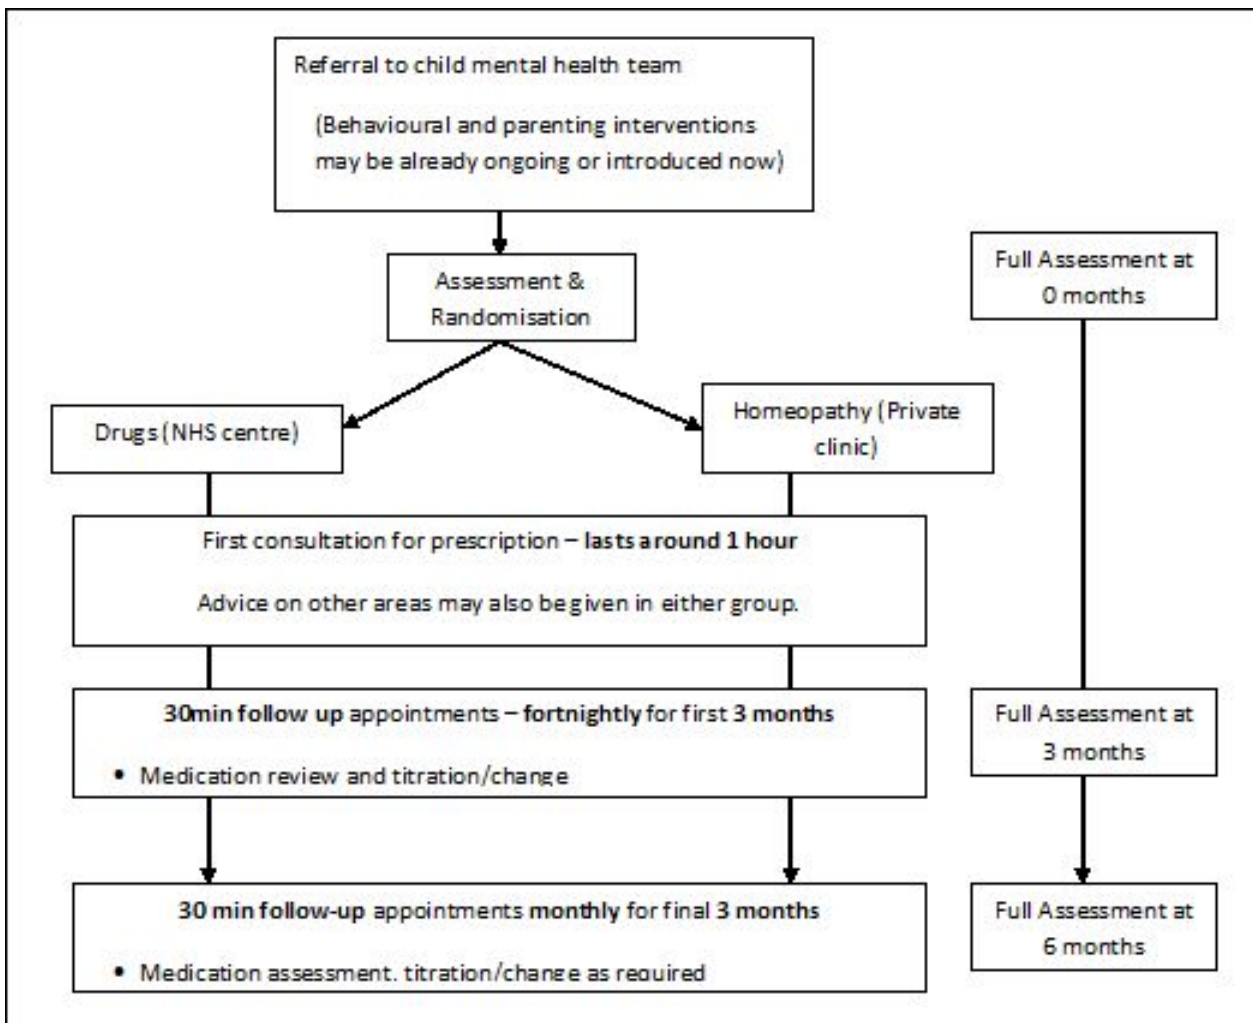 Referral to child mental health team
(Behavioural and parenting interventions
may be already ongoing or introduced now)
Assessment &
Randomisation
Full Assessment at
0 months
Drugs (NHS centre)
Homeopathy (Private
clinic)
First consultation for prescription – lasts around 1 hour
Advice on other areas may also be given in either group.
30min follow up appointments – fortnightly for first 3 months
• Medication review and titration/change
Full Assessment at
3 months
30 min follow-up appointments monthly for final 3 months
• Medication assessment, titration/change as required
Full Assessment at
6 months